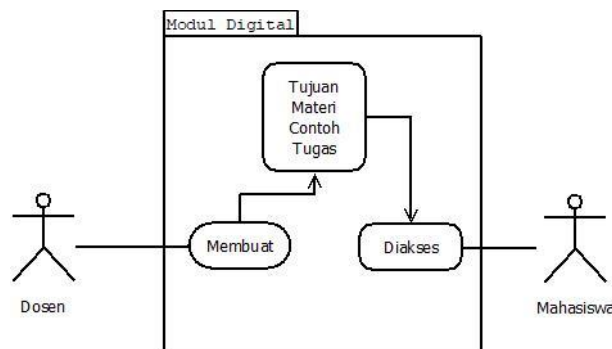 Modul Digital
Tujuan
Materi
Contoh
Tugas
Membuat
Diakses
Dosen
Mahasiswa